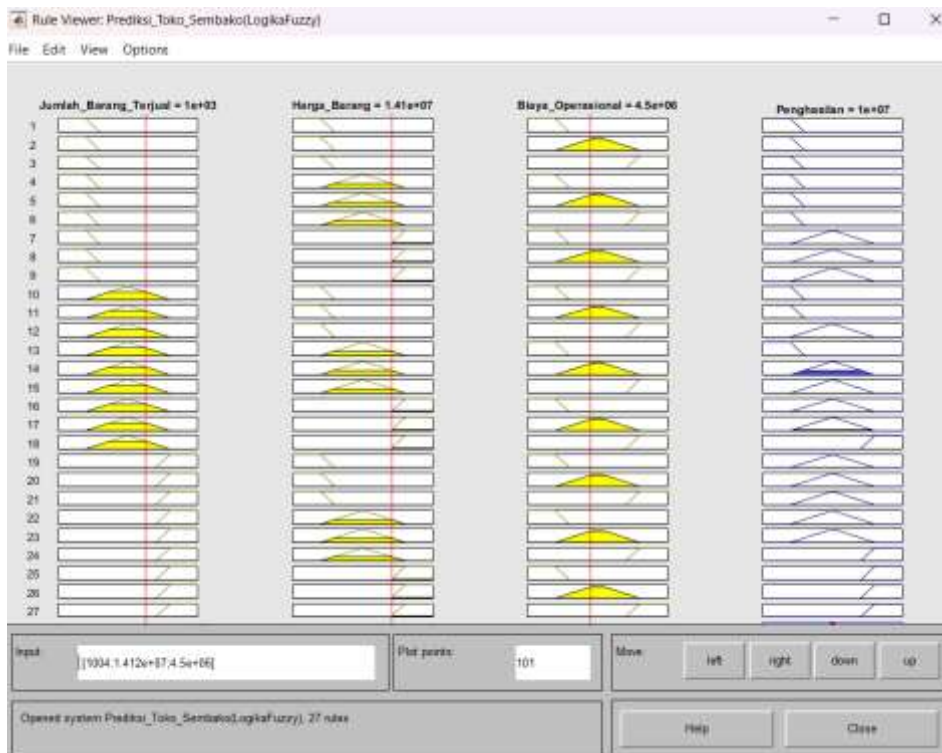 Rule Viewer: Prediksi_Toko_Sembako(LogikaFuzzy)
File Edit View Options
Jumlah_Barang_Terjual = 1e+03
Harga_Barang = 1.41e+07
Biaya_Operasional = 4.5e+06
Penghasilan = 1e+07
1
2
3
4
5
6
7
8
9
10
11
12
13
14
15
16
17
18
19
20
21
22
23
24
25
26
27
Input:
[1004;1.412e+07;4.5e+06]
Plot points:
101
Move:
left
right
down
up
Opened system Prediksi_Toko_Sembako(LogikaFuzzy), 27 rules
Help
Close